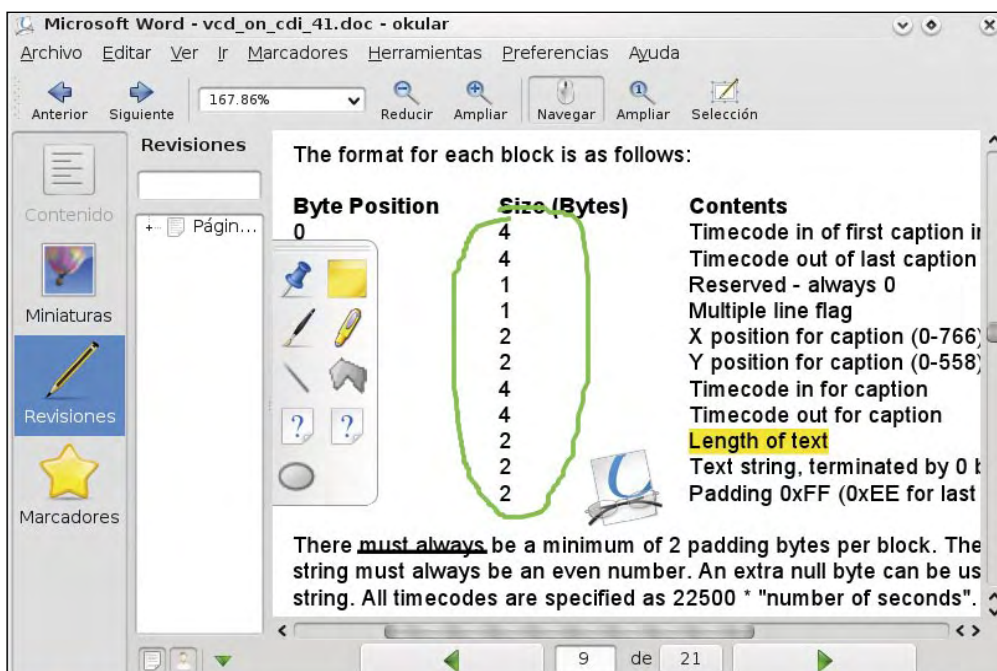 Microsoft Word - vcd_on_cdi_41.doc - okular
Archivo Editar Ver Ir Marcadores Herramientas Preferencias Ayuda
Anterior Siguiente 167.86% Reducir Ampliar Navegar Ampliar Selección
Contenido
Miniaturas
Revisiones
Marcadores
Revisiones
Págin...
The format for each block is as follows:
Byte Position Size (Bytes) Contents
0 4 Timecode in of first caption i
4 Timecode out of last caption
1 Reserved - always 0
1 Multiple line flag
2 X position for caption (0-766)
2 Y position for caption (0-558)
4 Timecode in for caption
4 Timecode out for caption
2 Length of text
2 Text string, terminated by 0 b
2 Padding 0xFF (0xEE for last
There must always be a minimum of 2 padding bytes per block. The
string must always be an even number. An extra null byte can be us
string. All timecodes are specified as 22500 * "number of seconds".
9 de 21